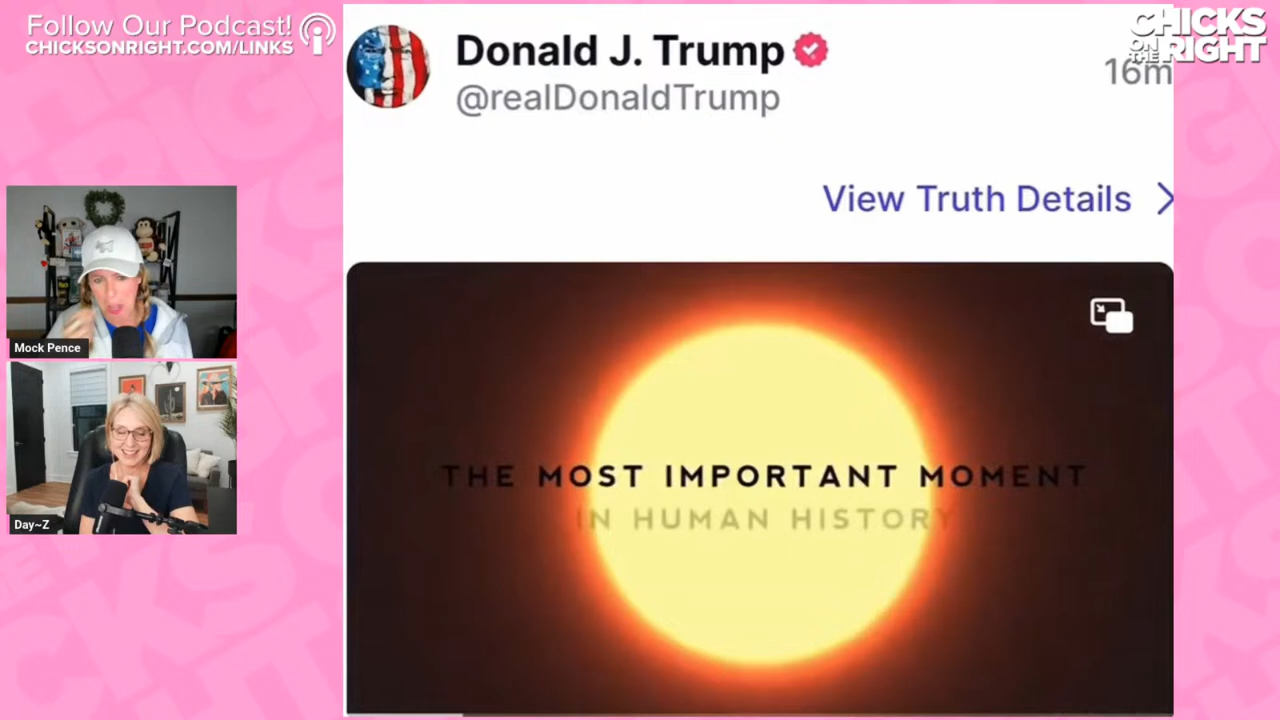 Follow Our Podcast!
CHICKSONRIGHT.COM/LINKS
CHICKS
ON THE RIGHT
Donald J. Trump
@realDonaldTrump
16m
View Truth Details
THE MOST IMPORTANT MOMENT
IN HUMAN HISTORY
Mock Pence
Day~Z